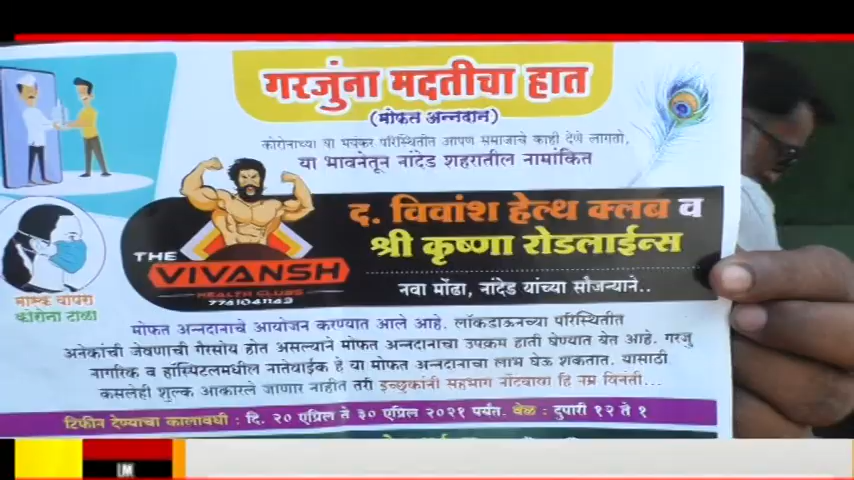 गरजुंना मदतीचा हात
(मोफत अन्नदान)
कोरोनाच्या या भयंकर परिस्थितीत आपण समाजाचे काही देणे लागतो,
या भावनेतून नांदेड शहरातील नामांकित
द. विवांश हेल्थ क्लब व
श्री कृष्णा रोडलाईन्स
नवा मोंढा, नांदेड यांच्या सौजन्याने..
THE
VIVANSH
HEALTH CLUBS
7741041143
मास्क वापरा
कोरोना टाळा
मोफत अन्नदानाचे आयोजन करण्यात आले आहे. लॉकडाऊनच्या परिस्थितीत
अनेकांची जेवणाची गैरसोय होत असल्याने मोफत अन्नदानाचा उपक्रम हाती घेण्यात येत आहे. गरजु
नागरिक व हॉस्पिटलमधील नातेवाईक हे या मोफत अन्नदानाचा लाभ घेऊ शकतात. यासाठी
कसलेही शुल्क आकारले जाणार नाहीत तरी इच्छुकांनी सहभाग नोंदवावा हि नम्र विनंती....
टिफीन देण्याचा कालावधी : दि. २० एप्रिल ते ३० एप्रिल २०२१ पर्यंत. वेळ : दुपारी १२ ते १